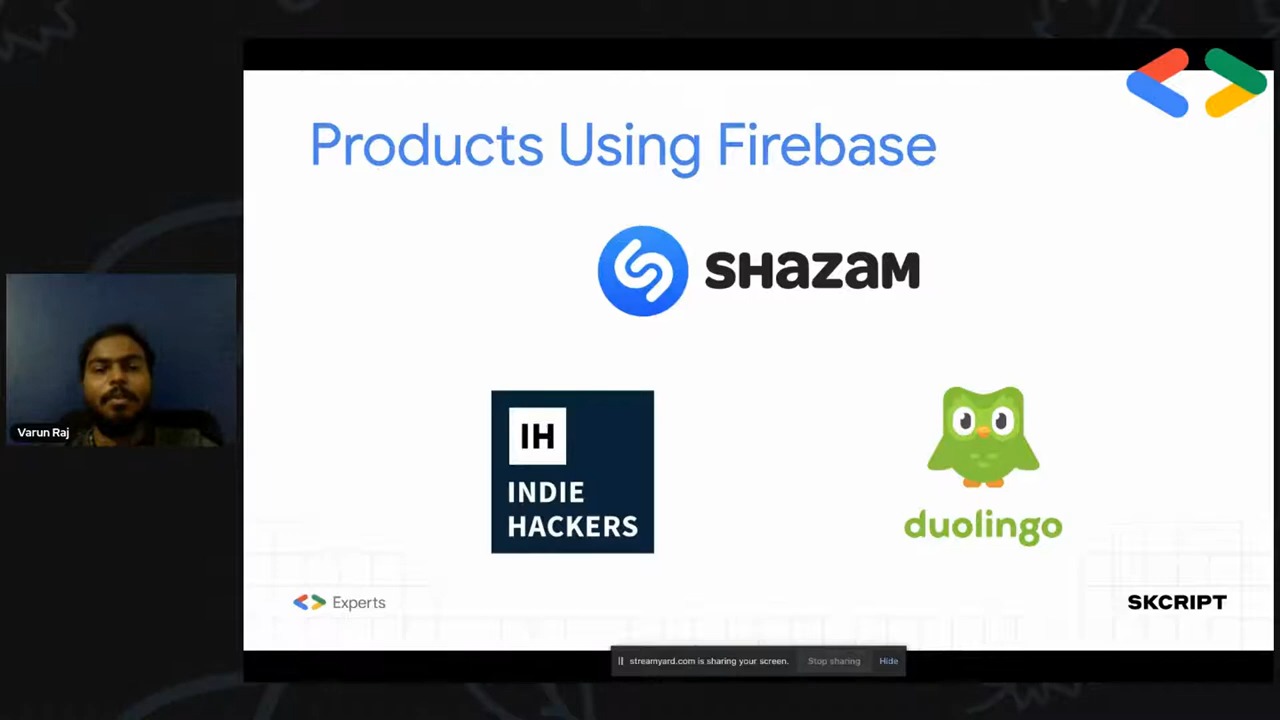 Products Using Firebase
SHAZAM
IH
INDIE
HACKERS
duolingo
Varun Raj
Experts
SKCRIPT
streamyard.com is sharing your screen.
Stop sharing
Hide